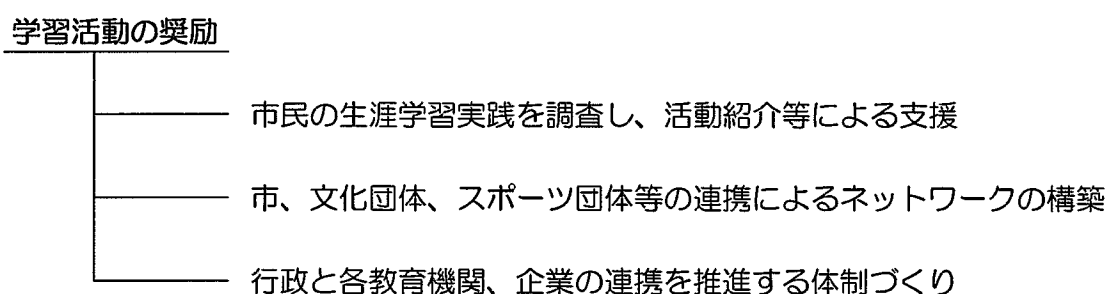 学習活動の奨励
市民の生涯学習実践を調査し、活動紹介等による支援
市、文化団体、スポーツ団体等の連携によるネットワークの構築
行政と各教育機関、企業の連携を推進する体制づくり